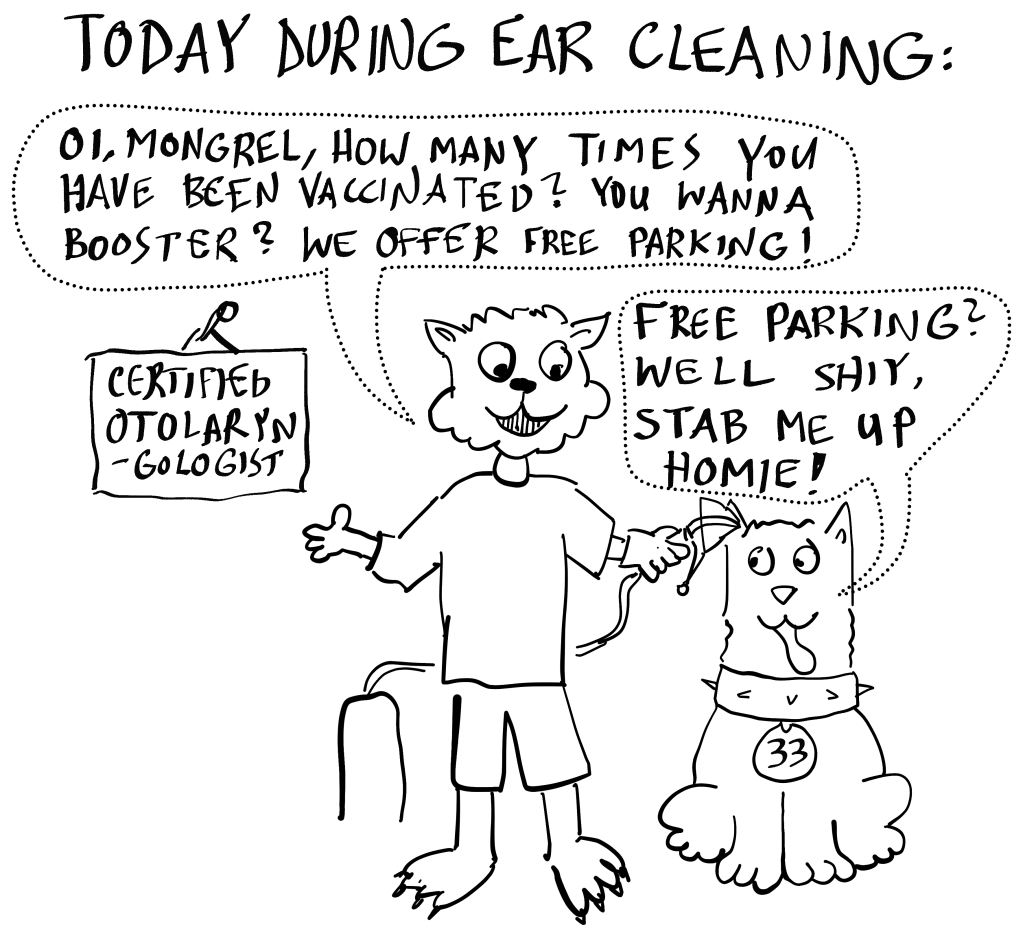 TODAY DURING EAR CLEANING:
OI, MONGREL, HOW MANY TIMES YOU
HAVE BEEN VACCINATED? YOU WANNA
BOOSTER? WE OFFER FREE PARKING!
FREE PARKING?
WELL SHIY,
STAB ME UP
HOMIE!
CERTIFIED
OTOLARYN
-GOLOGIST
33